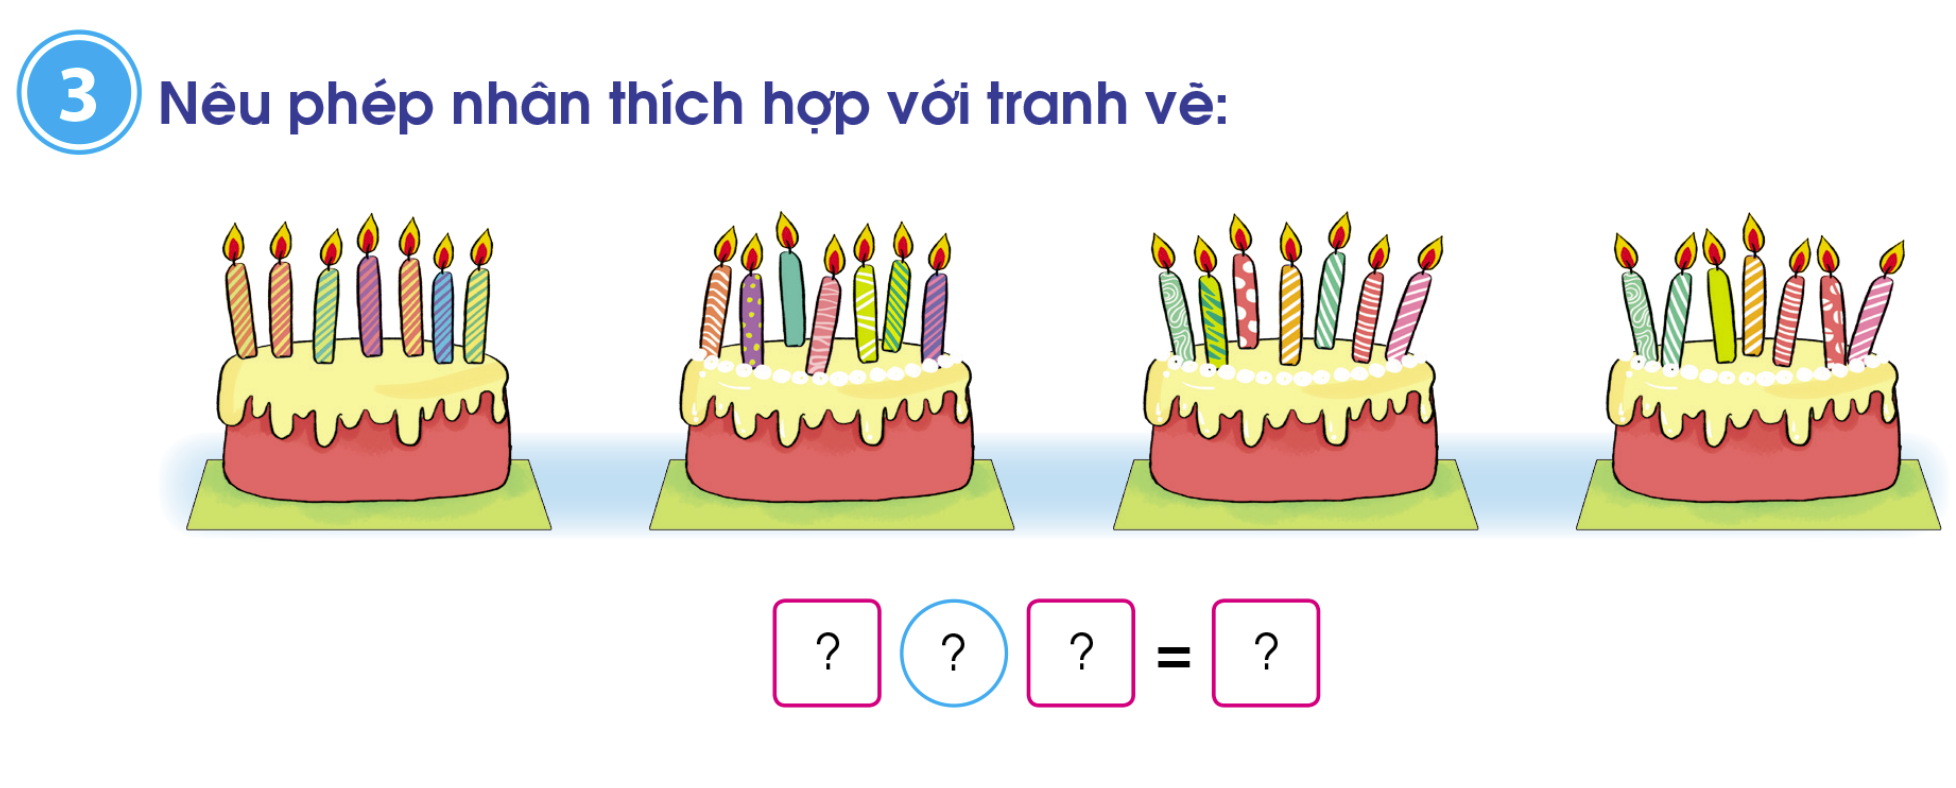 3 Nêu phép nhân thích hợp với tranh vẽ:
? ? ? = ?